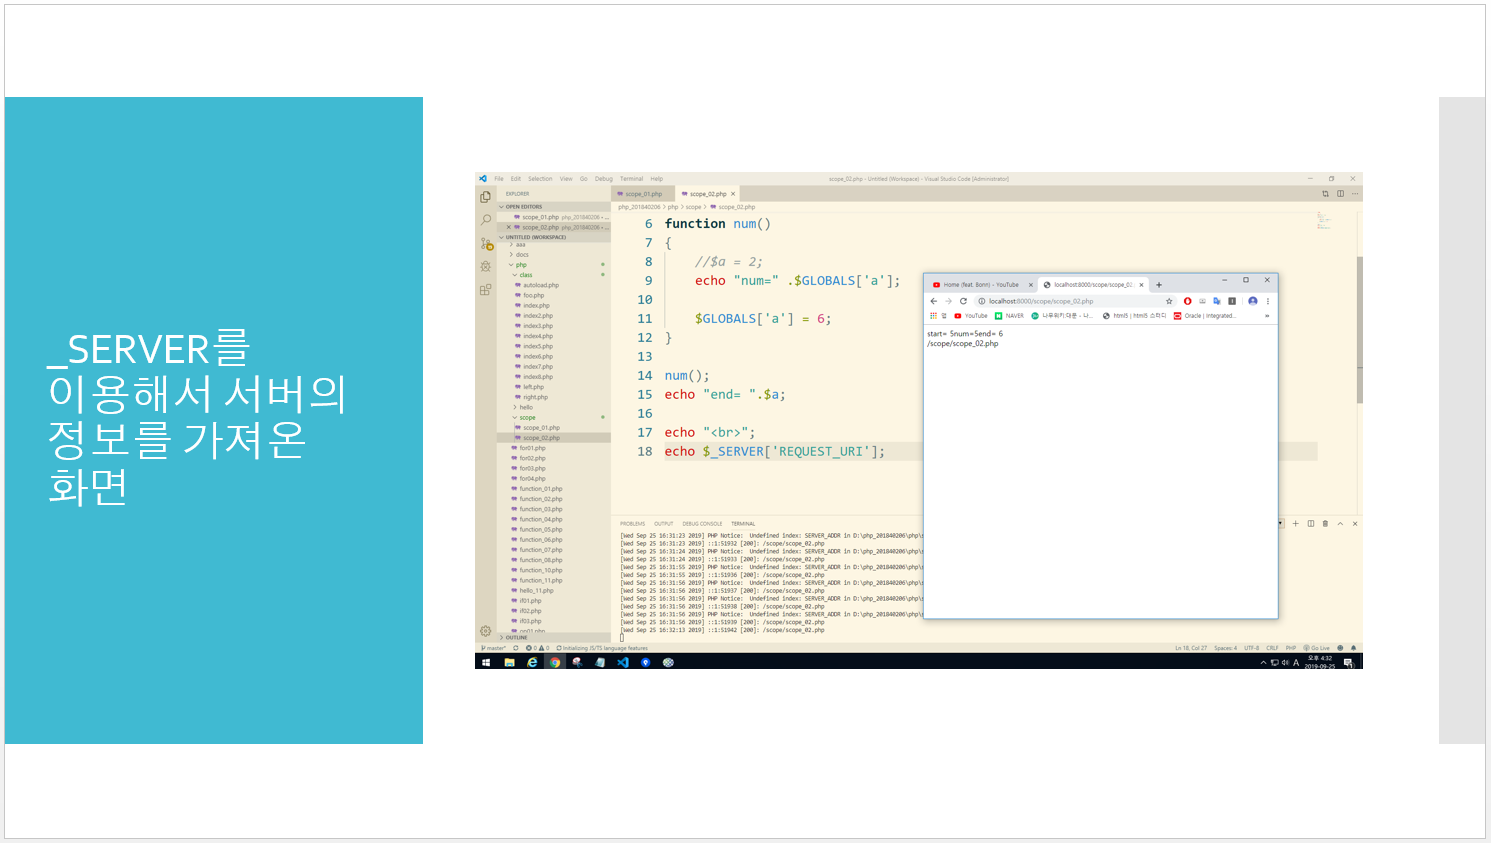 _SERVER를
이용해서 서버의
정보를 가져온
화면
File Edit Selection View Go Debug Terminal Help
scope_02.php - Untitled (Workspace) - Visual Studio Code [Administrator]
EXPLORER
OPEN EDITORS
scope_01.php php_201840206 • ...
scope_02.php php_201840206 • ...
UNTITLED (WORKSPACE)
aaa
docs
php
class
autoload.php
foo.php
index.php
index2.php
index3.php
index4.php
index5.php
index6.php
index7.php
index8.php
left.php
right.php
hello
scope
scope_01.php
scope_02.php
for01.php
for02.php
for03.php
for04.php
function_01.php
function_02.php
function_03.php
function_04.php
function_05.php
function_06.php
function_07.php
function_08.php
function_10.php
function_11.php
hello_11.php
if01.php
if02.php
if03.php
op01.php
OUTLINE
scope_01.php
scope_02.php ×
php_201840206 > php > scope > scope_02.php
6 function num()
7 {
8 //$a = 2;
9 echo "num=" .$GLOBALS['a'];
10
11 $GLOBALS['a'] = 6;
12 }
13
14 num();
15 echo "end= ".$a;
16
17 echo "<br>";
18 echo $_SERVER['REQUEST_URI'];
Home (feat. Bonn) - YouTube
localhost:8000/scope/scope_02.
localhost:8000/scope/scope_02.php
앱
YouTube
NAVER
나무위키:대문 - 나...
html5 | html5 스터디
Oracle | Integrated...
start= 5num=5end= 6
/scope/scope_02.php
PROBLEMS OUTPUT DEBUG CONSOLE TERMINAL
[Wed Sep 25 16:31:23 2019] PHP Notice: Undefined index: SERVER_ADDR in D:\php_201840206\php\s
[Wed Sep 25 16:31:23 2019] ::1:51932 [200]: /scope/scope_02.php
[Wed Sep 25 16:31:24 2019] PHP Notice: Undefined index: SERVER_ADDR in D:\php_201840206\php\s
[Wed Sep 25 16:31:24 2019] ::1:51933 [200]: /scope/scope_02.php
[Wed Sep 25 16:31:55 2019] PHP Notice: Undefined index: SERVER_ADDR in D:\php_201840206\php\s
[Wed Sep 25 16:31:55 2019] ::1:51936 [200]: /scope/scope_02.php
[Wed Sep 25 16:31:56 2019] PHP Notice: Undefined index: SERVER_ADDR in D:\php_201840206\php\s
[Wed Sep 25 16:31:56 2019] ::1:51937 [200]: /scope/scope_02.php
[Wed Sep 25 16:31:56 2019] PHP Notice: Undefined index: SERVER_ADDR in D:\php_201840206\php\s
[Wed Sep 25 16:31:56 2019] ::1:51938 [200]: /scope/scope_02.php
[Wed Sep 25 16:31:56 2019] PHP Notice: Undefined index: SERVER_ADDR in D:\php_201840206\php\s
[Wed Sep 25 16:31:56 2019] ::1:51939 [200]: /scope/scope_02.php
[Wed Sep 25 16:32:13 2019] ::1:51942 [200]: /scope/scope_02.php
master* 0 0 Initializing JS/TS language features
Ln 18, Col 27 Spaces: 4 UTF-8 CRLF PHP Go Live
A
오후 4:32
2019-09-25